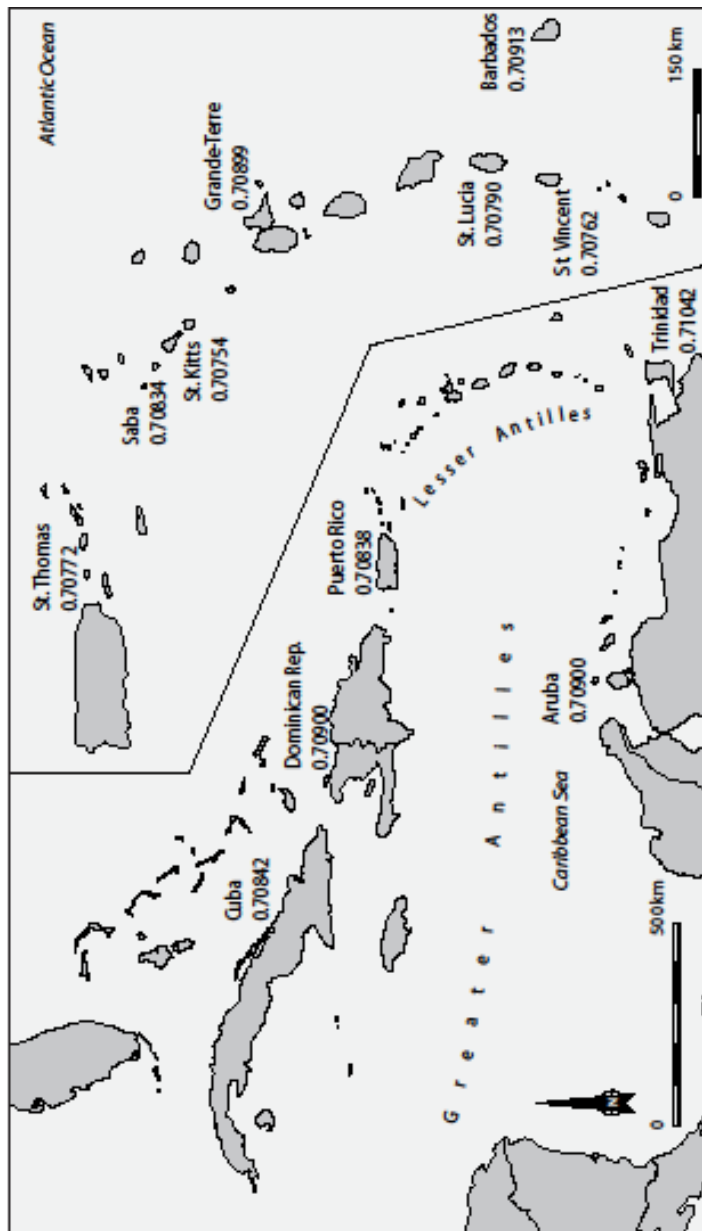 Atlantic Ocean
St. Thomas
0.70772
Saba
0.70834
St. Kitts
0.70754
Grande-Terre
0.70899
St. Lucia
0.70790
St. Vincent
0.70762
Barbados
0.70913
0 150 km
Cuba
0.70842
Dominican Rep.
0.70900
Puerto Rico
0.70838
Lesser Antilles
Greater Antilles
Caribbean Sea
Aruba
0.70900
Trinidad
0.71042
N
0 500 km